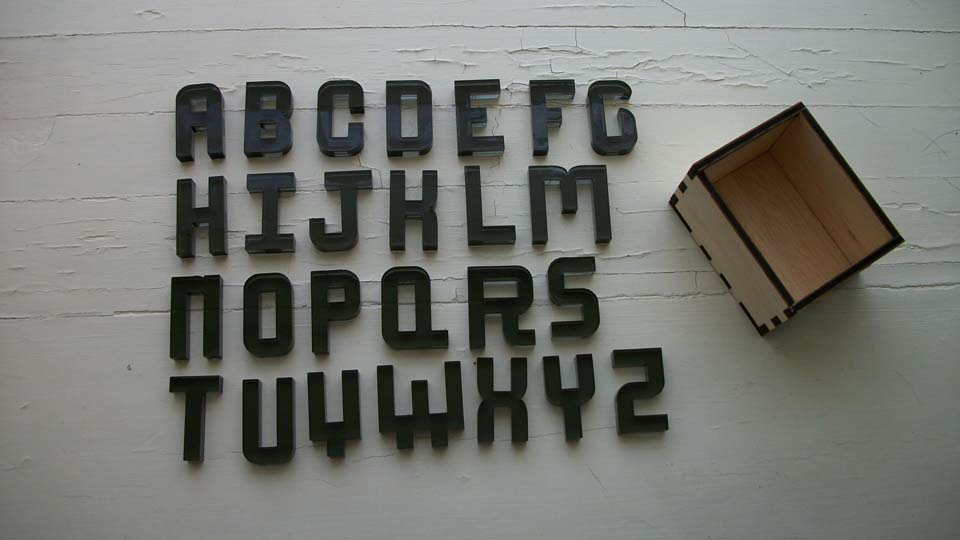 ABCDEFG
HIJKLM
NOPQRS
TUVWXYZ